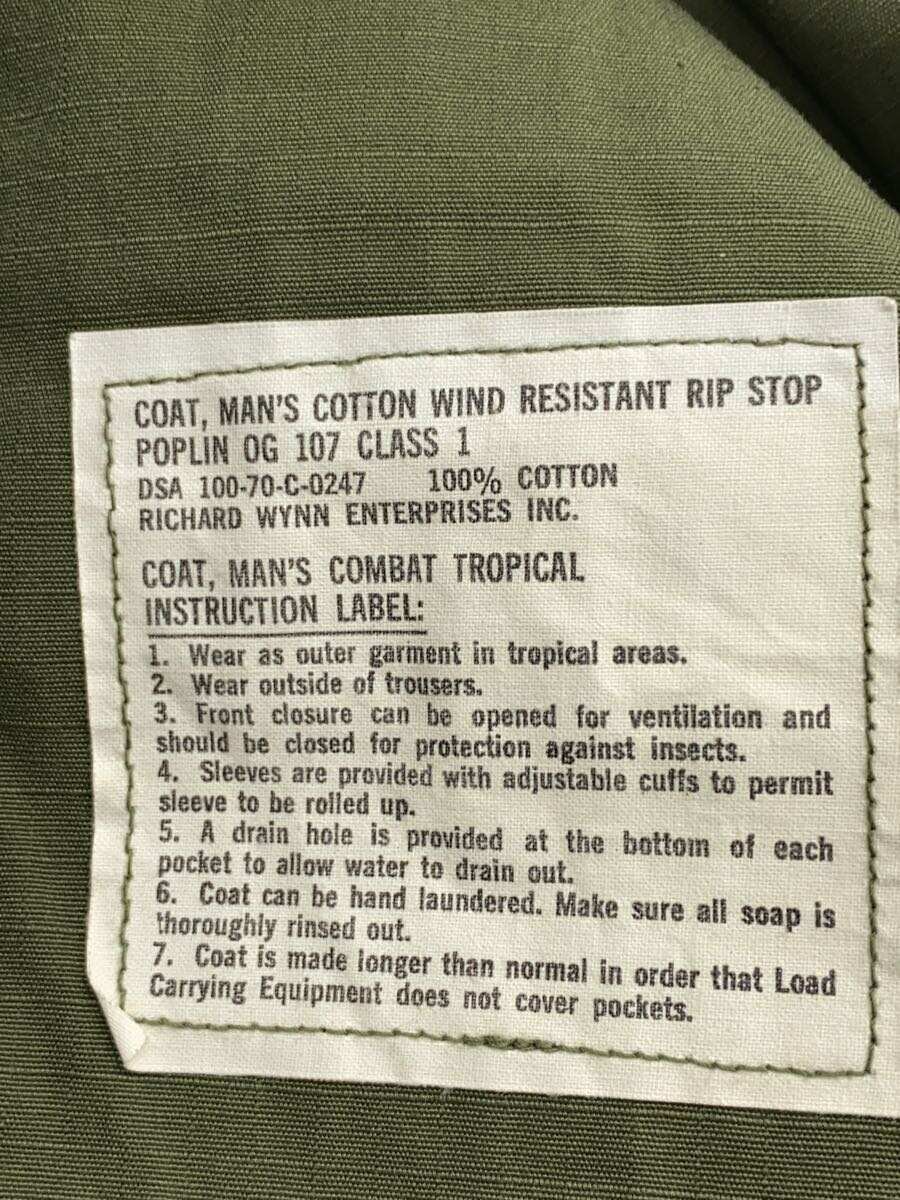 COAT, MAN'S COTTON WIND RESISTANT RIP STOP
POPLIN OG 107 CLASS 1
DSA 100-70-C-0247 100% COTTON
RICHARD WYNN ENTERPRISES INC.
COAT, MAN'S COMBAT TROPICAL
INSTRUCTION LABEL:
1. Wear as outer garment in tropical areas.
2. Wear outside of trousers.
3. Front closure can be opened for ventilation and
should be closed for protection against insects.
4. Sleeves are provided with adjustable cuffs to permit
sleeve to be rolled up.
5. A drain hole is provided at the bottom of each
pocket to allow water to drain out.
6. Coat can be hand laundered. Make sure all soap is
thoroughly rinsed out.
7. Coat is made longer than normal in order that Load
Carrying Equipment does not cover pockets.